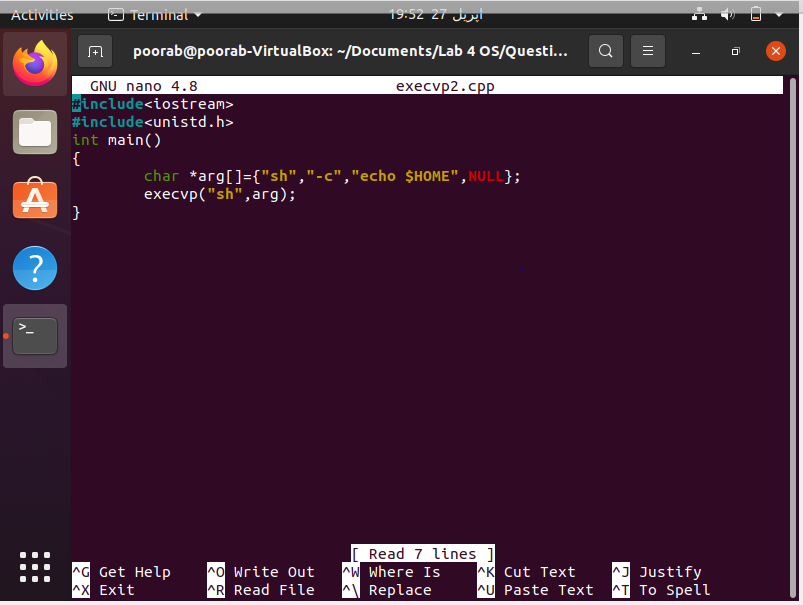 Activities Terminal 19:52 27 اپریل
poorab@poorab-VirtualBox: ~/Documents/Lab 4 OS/Questi...
GNU nano 4.8 execvp2.cpp
#include<iostream>
#include<unistd.h>
int main()
{
char *arg[]={"sh","-c","echo $HOME",NULL};
execvp("sh",arg);
}
[ Read 7 lines ]
^G Get Help ^O Write Out ^W Where Is ^K Cut Text ^J Justify
^X Exit ^R Read File ^\ Replace ^U Paste Text ^T To Spell